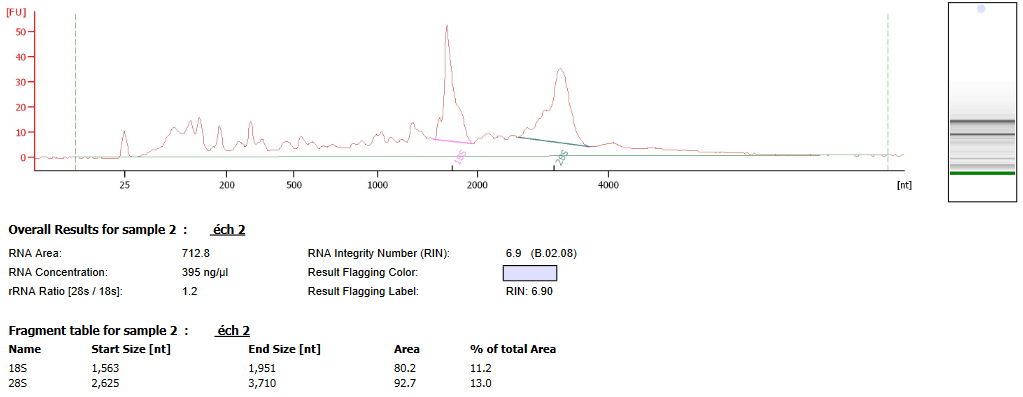 [FU]
50
40
30
20
10
0
18S
28S
25 200 500 1000 2000 4000 [nt]
Overall Results for sample 2 : éch 2
RNA Area: 712.8 RNA Integrity Number (RIN): 6.9 (B.02.08)
RNA Concentration: 395 ng/µl Result Flagging Color:
rRNA Ratio [28s / 18s]: 1.2 Result Flagging Label: RIN: 6.90
Fragment table for sample 2 : éch 2
Name Start Size [nt] End Size [nt] Area % of total Area
18S 1,563 1,951 80.2 11.2
28S 2,625 3,710 92.7 13.0